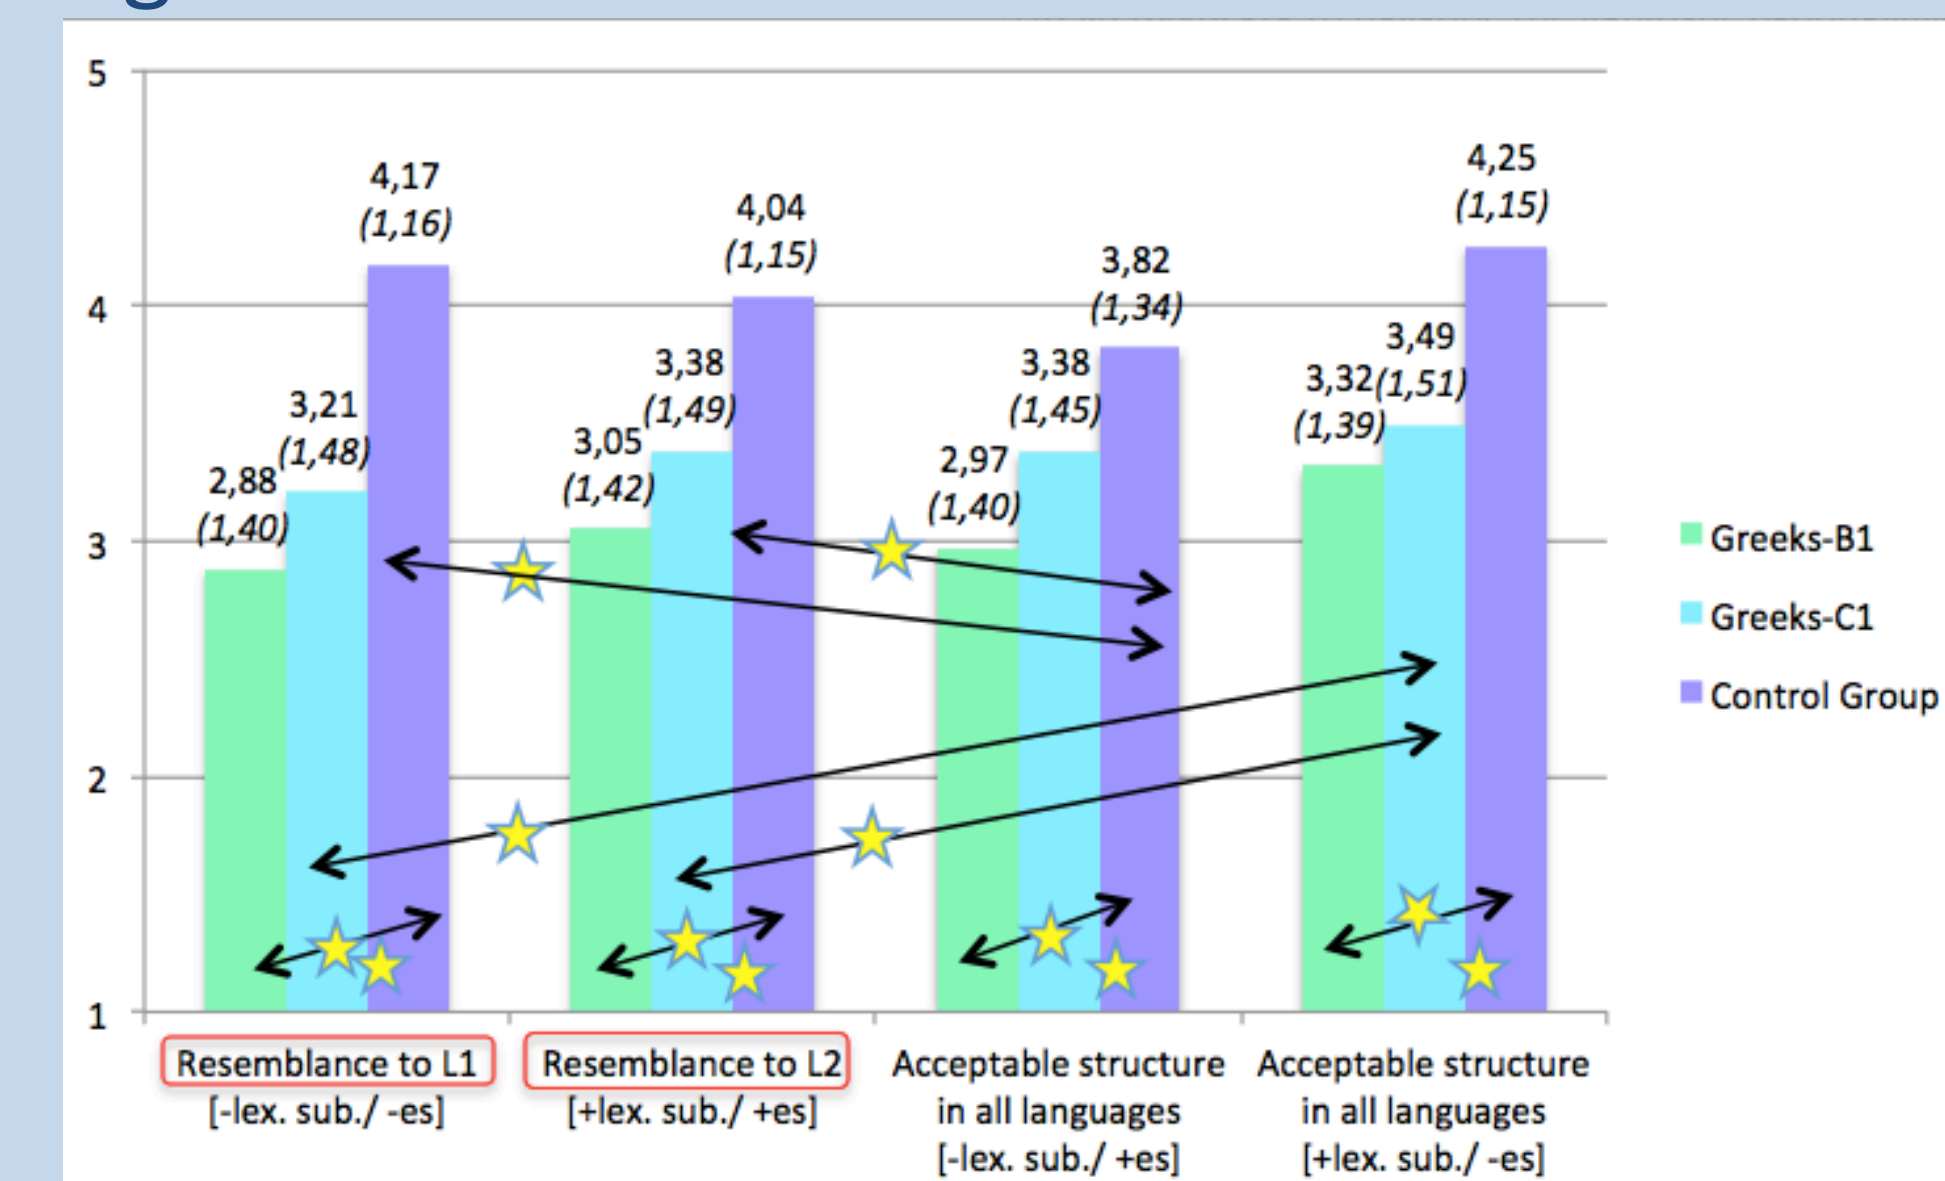 5
4
3
2
1
4,17
(1,16)
3,21
(1,48)
2,88
(1,40)
4,04
(1,15)
3,38
(1,49)
3,05
(1,42)
3,82
(1,34)
3,38
(1,45)
2,97
(1,40)
4,25
(1,15)
3,49
(1,51)
3,32
(1,39)
Resemblance to L1
[-lex. sub./ -es]
Resemblance to L2
[+lex. sub./ +es]
Acceptable structure
in all languages
[-lex. sub./ +es]
Acceptable structure
in all languages
[+lex. sub./ -es]
Greeks-B1
Greeks-C1
Control Group